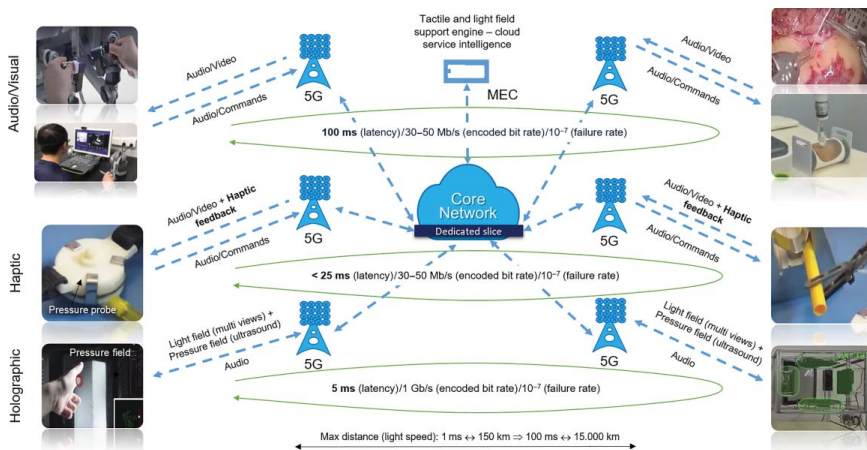 Tactile and light field
support engine – cloud
service intelligence
MEC
Audio/Visual
Audio/Video
Audio/Commands
5G
5G
Audio/Video
Audio/Commands
100 ms (latency)/30–50 Mb/s (encoded bit rate)/10⁻⁷ (failure rate)
Core
Network
Dedicated slice
Haptic
Audio/Video + Haptic
feedback
Audio/Commands
Pressure probe
5G
5G
Audio/Video + Haptic
feedback
Audio/Commands
< 25 ms (latency)/30–50 Mb/s (encoded bit rate)/10⁻⁷ (failure rate)
Holographic
Light field (multi views) +
Pressure field (ultrasound)
Audio
Pressure field
5G
5G
Light field (multi views) +
Pressure field (ultrasound)
Audio
5 ms (latency)/1 Gb/s (encoded bit rate)/10⁻⁷ (failure rate)
Max distance (light speed): 1 ms ↔ 150 km ⇒ 100 ms ↔ 15.000 km